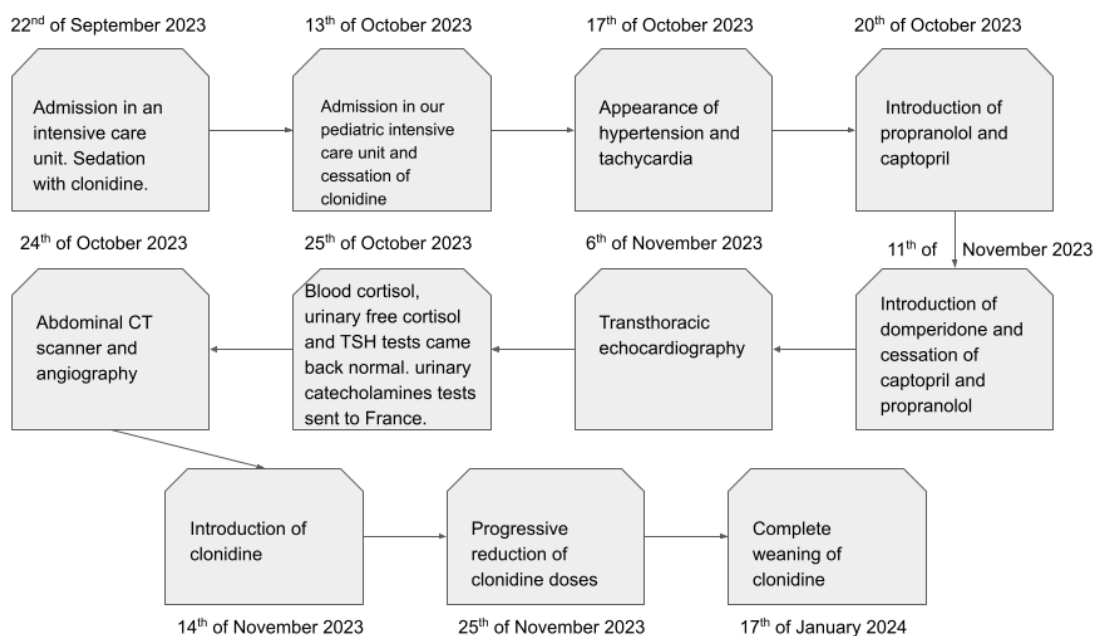 22nd of September 2023
13th of October 2023
17th of October 2023
20th of October 2023
Admission in an
intensive care
unit. Sedation
with clonidine.
Admission in our
pediatric intensive
care unit and
cessation of
clonidine
Appearance of
hypertension and
tachycardia
Introduction of
propranolol and
captopril
11th of November 2023
Introduction of
domperidone and
cessation of
captopril and
propranolol
6th of November 2023
Transthoracic
echocardiography
25th of October 2023
Blood cortisol,
urinary free cortisol
and TSH tests came
back normal. urinary
catecholamines tests
sent to France.
24th of October 2023
Abdominal CT
scanner and
angiography
Introduction of
clonidine
14th of November 2023
Progressive
reduction of
clonidine doses
25th of November 2023
Complete
weaning of
clonidine
17th of January 2024